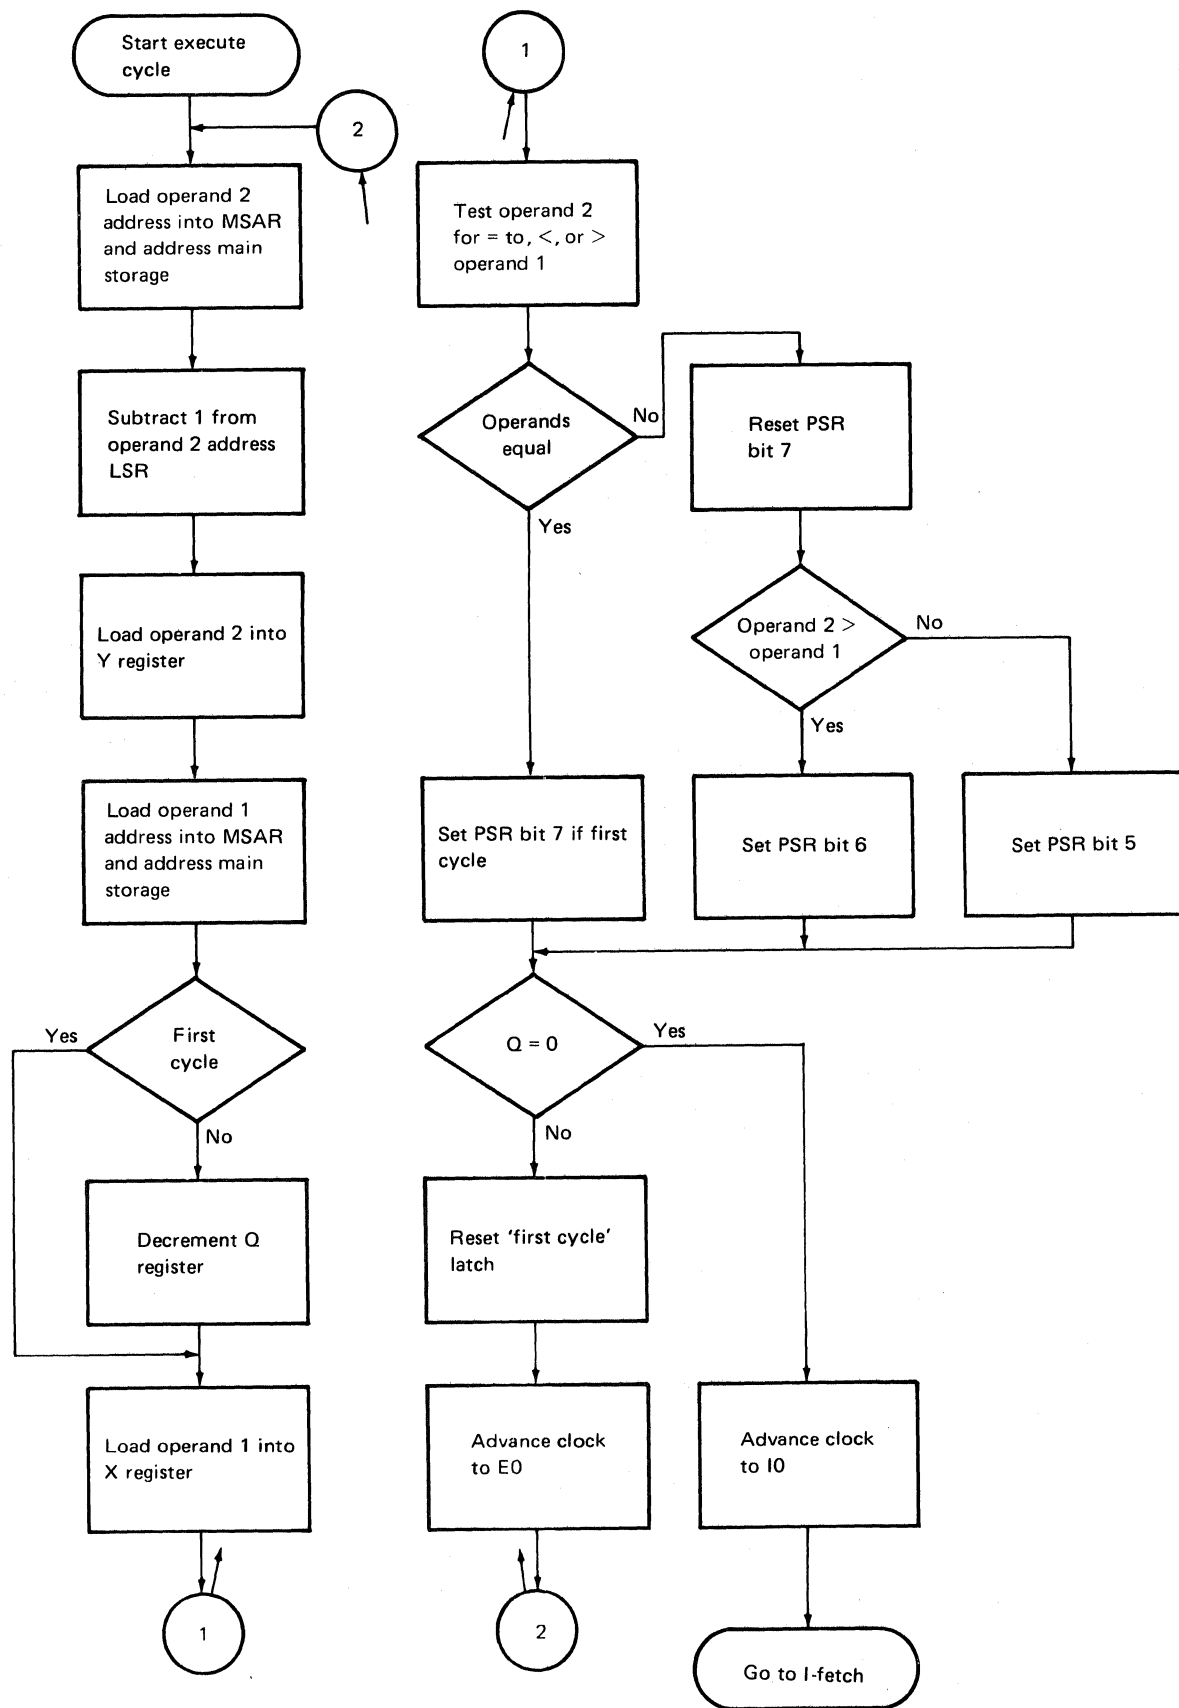 Start execute
cycle
2
Load operand 2
address into MSAR
and address main
storage
Subtract 1 from
operand 2 address
LSR
Load operand 2 into
Y register
Load operand 1
address into MSAR
and address main
storage
First
cycle
Yes
No
Decrement Q
register
Load operand 1 into
X register
1
1
Test operand 2
for = to, <, or >
operand 1
Operands
equal
No
Yes
Reset PSR
bit 7
Operand 2 >
operand 1
No
Yes
Set PSR bit 7 if first
cycle
Set PSR bit 6
Set PSR bit 5
Q = 0
Yes
No
Reset 'first cycle'
latch
Advance clock
to E0
2
Advance clock
to I0
Go to I-fetch